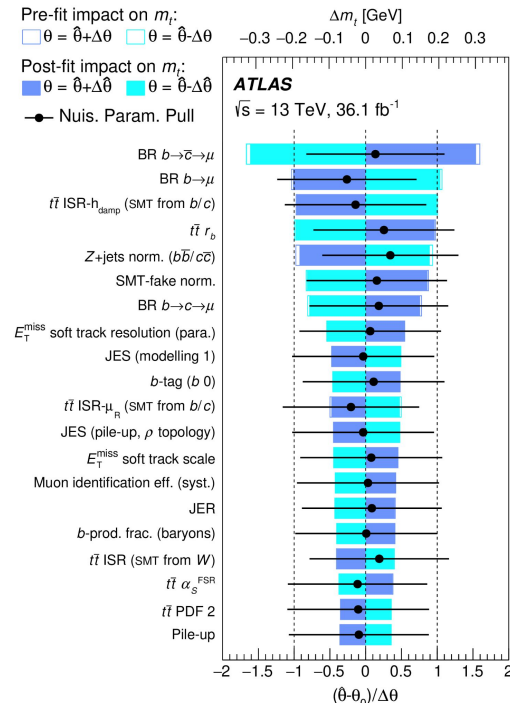 Pre-fit impact on m_t:
θ = θ̂+Δθ θ = θ̂-Δθ
Post-fit impact on m_t:
θ = θ̂+Δθ̂ θ = θ̂-Δθ̂
Nuis. Param. Pull
Δm_t [GeV]
−0.3 −0.2 −0.1 0 0.1 0.2 0.3
ATLAS
√s = 13 TeV, 36.1 fb⁻¹
BR b→c̄→μ
BR b→μ
tt̄ ISR-h_damp (SMT from b/c)
tt̄ r_b
Z+jets norm. (bb̄/cc̄)
SMT-fake norm.
BR b→c→μ
E_T^miss soft track resolution (para.)
JES (modelling 1)
b-tag (b 0)
tt̄ ISR-μ_R (SMT from b/c)
JES (pile-up, ρ topology)
E_T^miss soft track scale
Muon identification eff. (syst.)
JER
b-prod. frac. (baryons)
tt̄ ISR (SMT from W)
tt̄ α_S^FSR
tt̄ PDF 2
Pile-up
−2 −1.5 −1 −0.5 0 0.5 1 1.5 2
(θ̂-θ₀)/Δθ